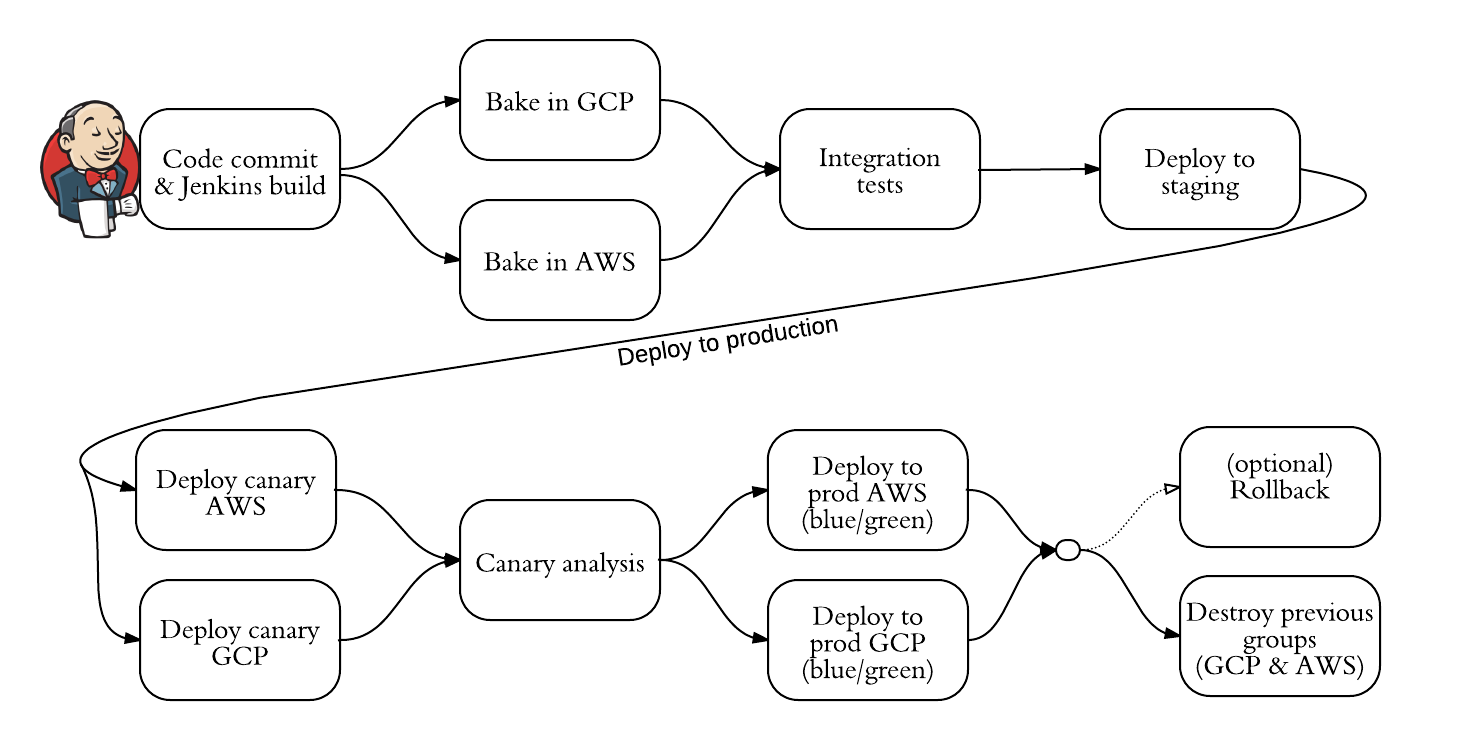 Bake in GCP
Code commit
& Jenkins build
Integration
tests
Deploy to
staging
Bake in AWS
Deploy to production
Deploy canary
AWS
Deploy canary
GCP
Canary analysis
Deploy to
prod AWS
(blue/green)
Deploy to
prod GCP
(blue/green)
(optional)
Rollback
Destroy previous
groups
(GCP & AWS)